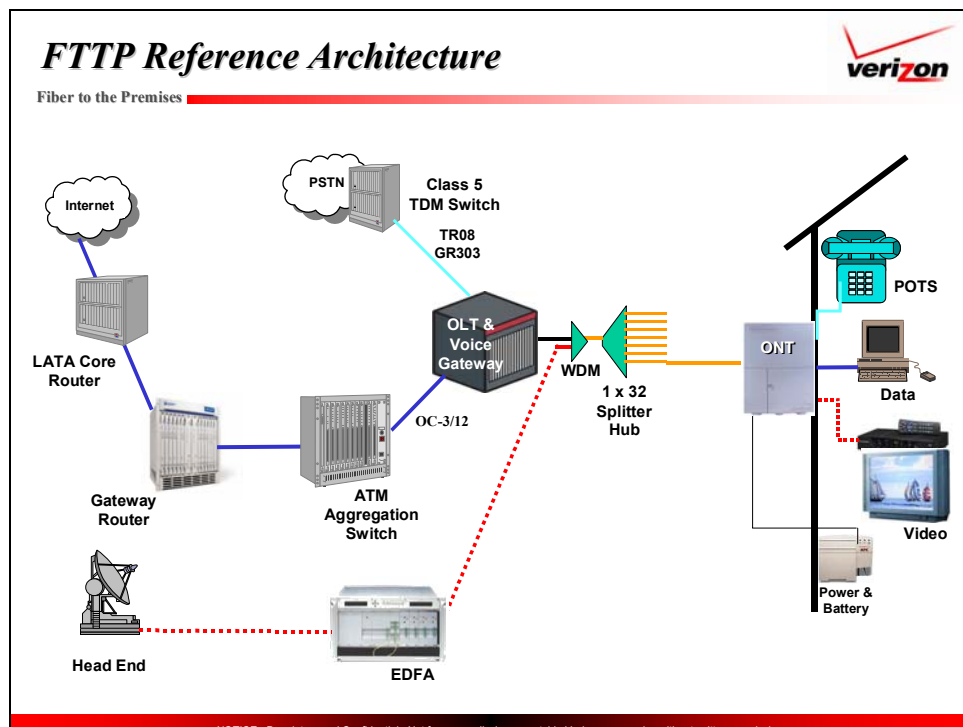 FTTP Reference Architecture
verizon
Fiber to the Premises
PSTN
Class 5
TDM Switch
Internet
TR08
GR303
POTS
OLT &
Voice
Gateway
ONT
LATA Core
Router
WDM
1 x 32
Splitter
Hub
Data
OC-3/12
Gateway
Router
ATM
Aggregation
Switch
Video
Power &
Battery
Head End
EDFA